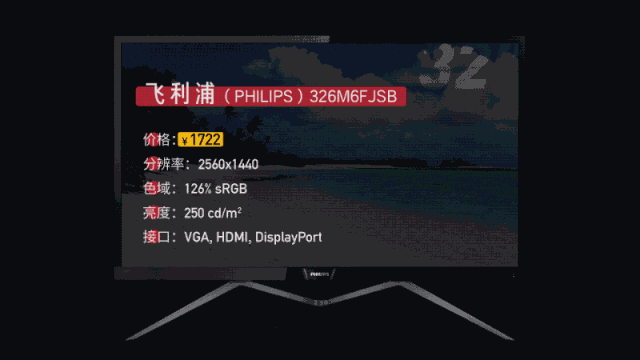 32
飞利浦（PHILIPS）326M6FJSB
价格：¥1722
分辨率：2560x1440
色域：126% sRGB
亮度：250 cd/m²
接口：VGA, HDMI, DisplayPort
PHILIPS